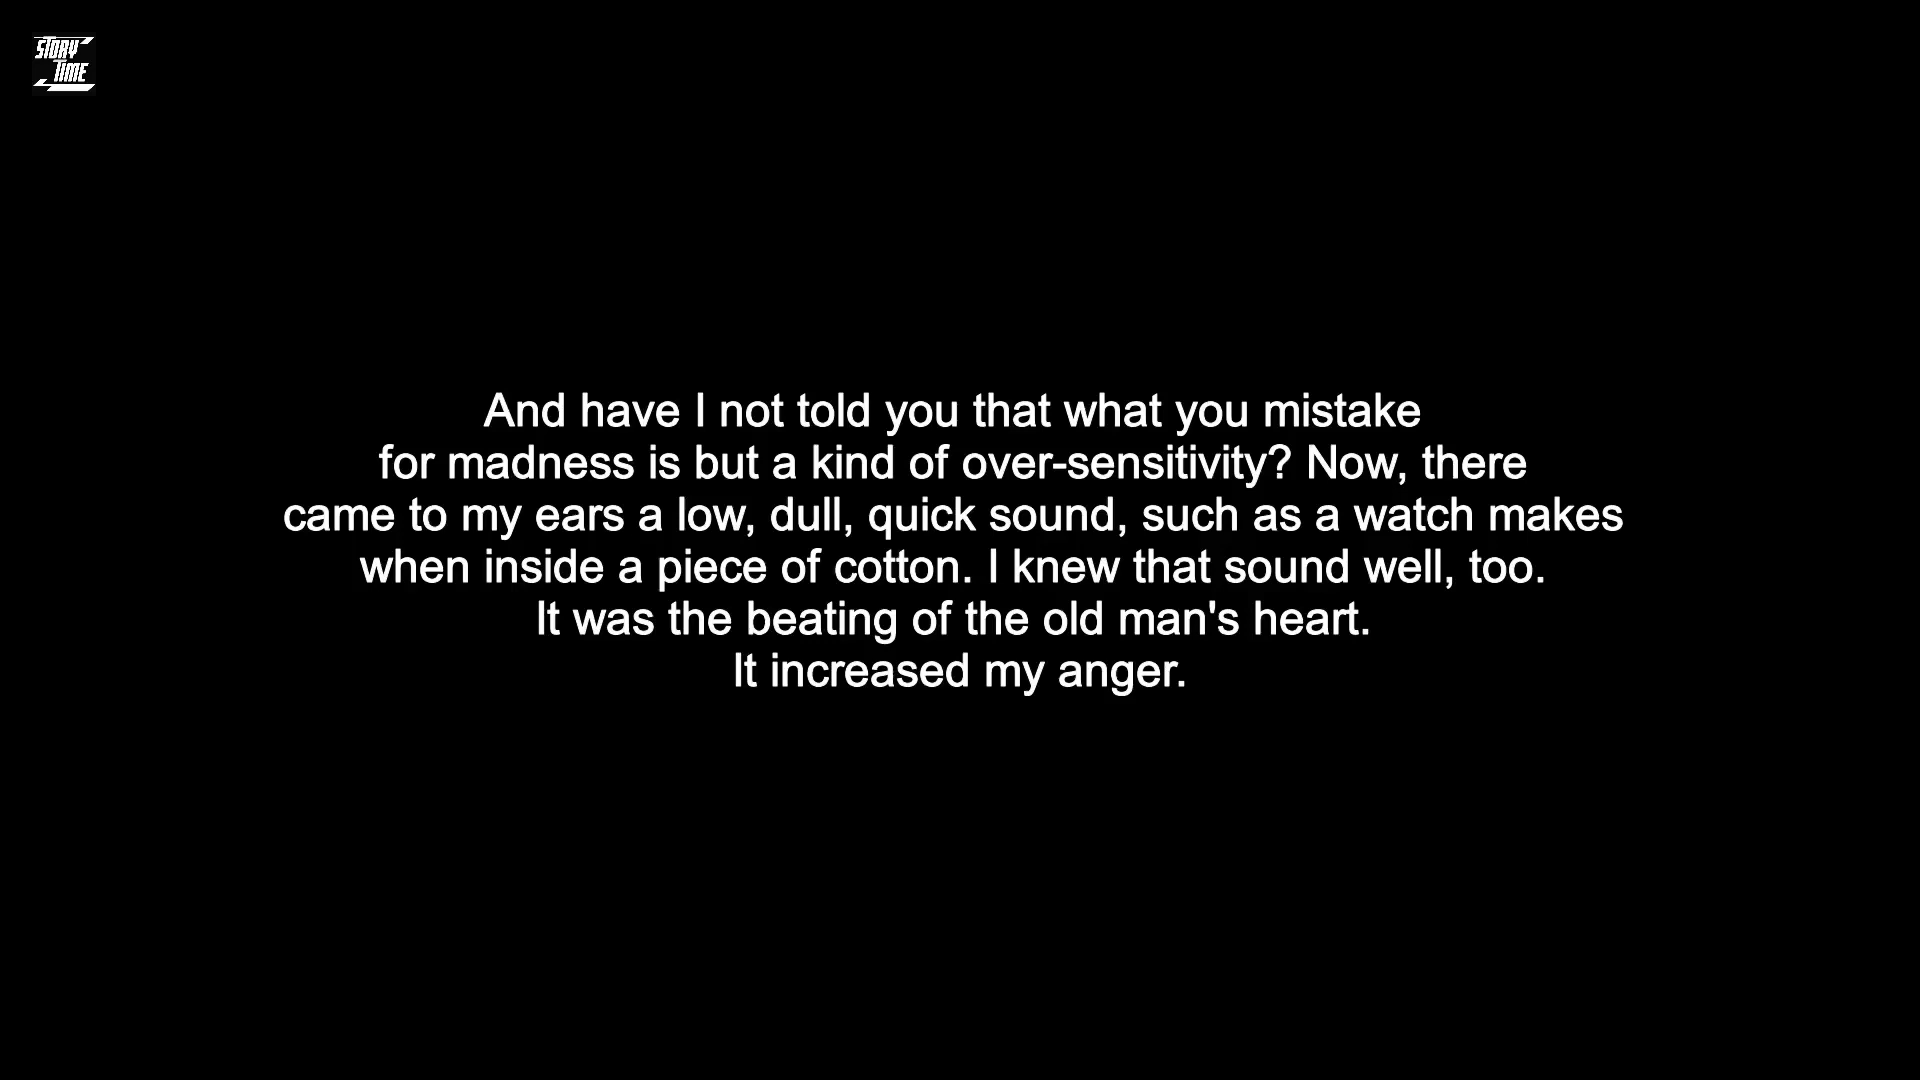 STORY
TIME
And have I not told you that what you mistake
for madness is but a kind of over-sensitivity? Now, there
came to my ears a low, dull, quick sound, such as a watch makes
when inside a piece of cotton. I knew that sound well, too.
It was the beating of the old man's heart.
It increased my anger.